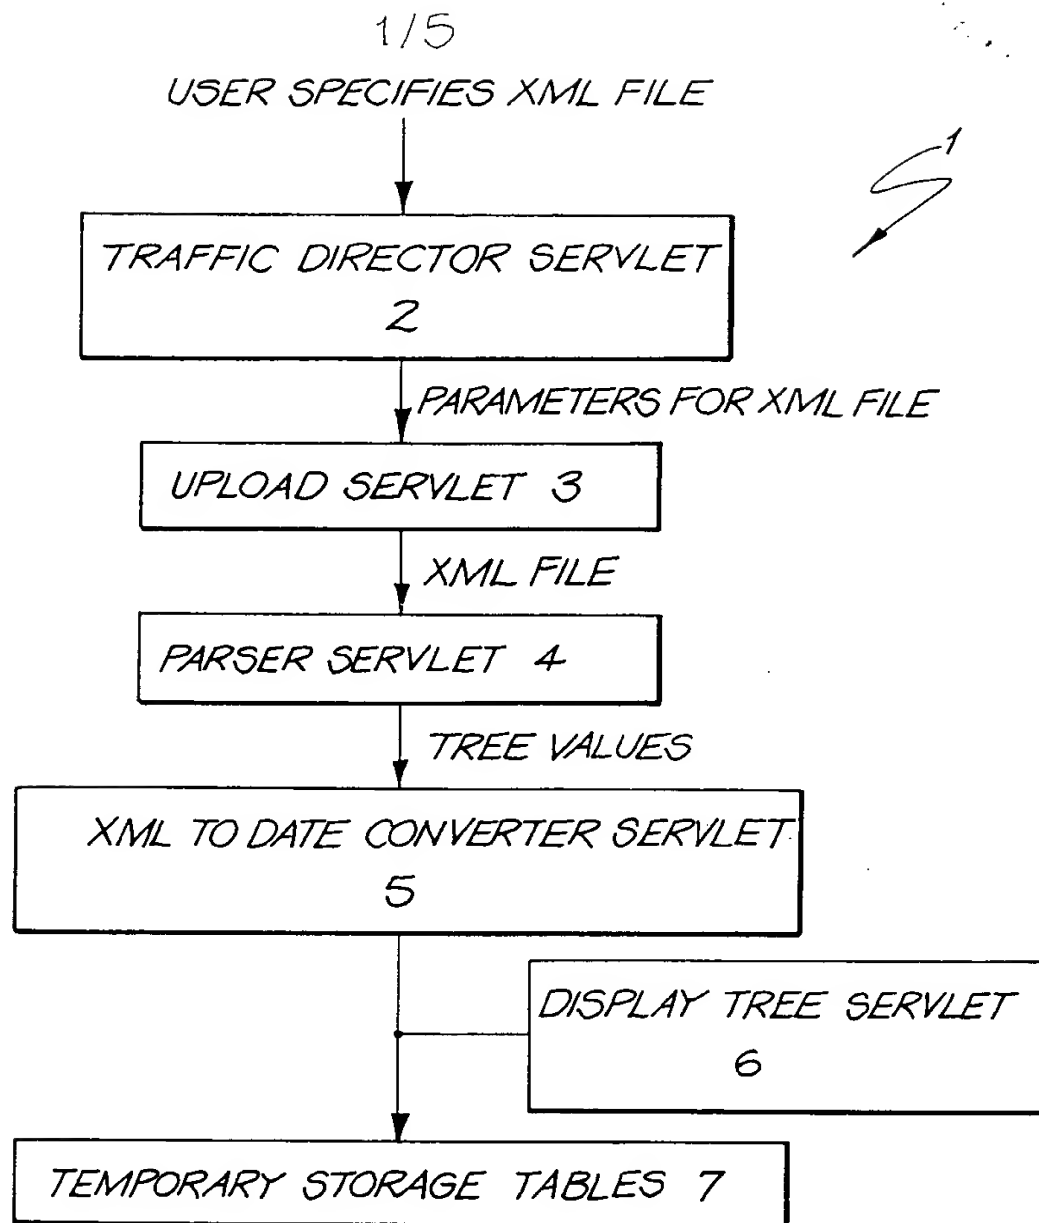 1/5
USER SPECIFIES XML FILE
1
TRAFFIC DIRECTOR SERVLET
2
PARAMETERS FOR XML FILE
UPLOAD SERVLET 3
XML FILE
PARSER SERVLET 4
TREE VALUES
XML TO DATE CONVERTER SERVLET
5
DISPLAY TREE SERVLET
6
TEMPORARY STORAGE TABLES 7